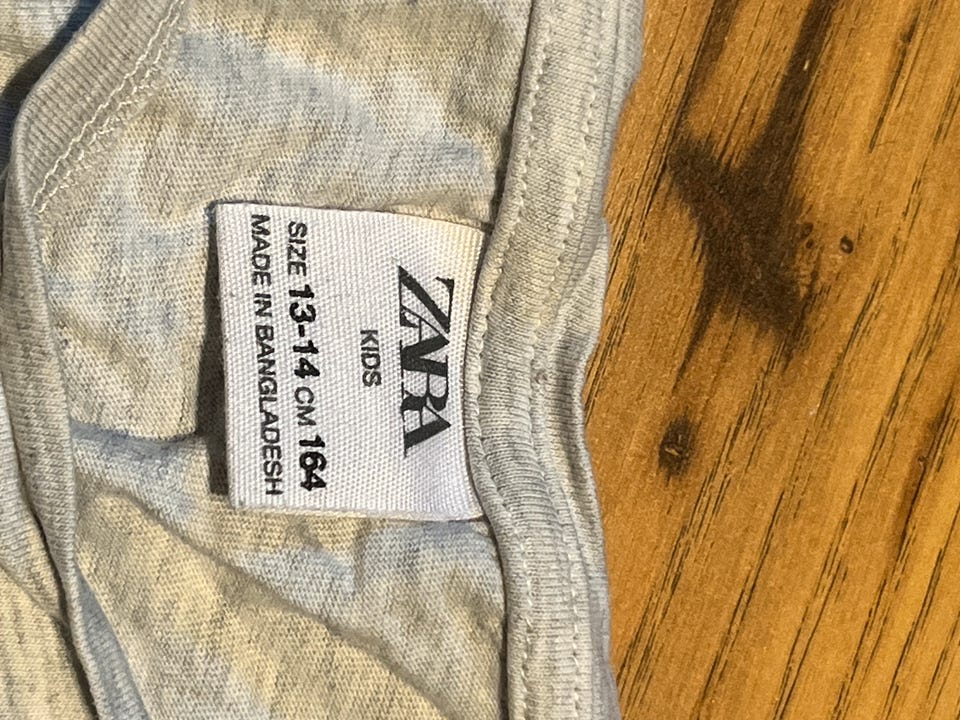 ZARA
KIDS
SIZE 13-14 CM 164
MADE IN BANGLADESH